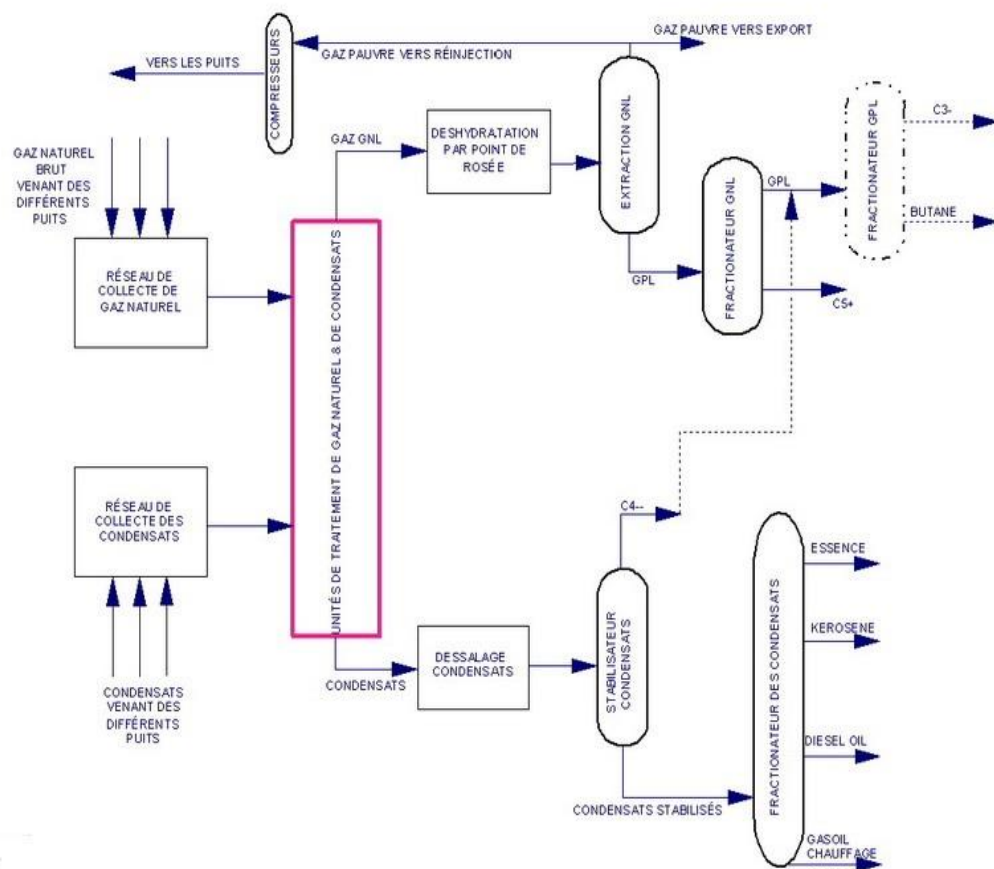 GAZ PAUVRE VERS EXPORT
GAZ PAUVRE VERS RÉINJECTION
VERS LES PUITS
COMPRESSEURS
GAZ NATUREL
BRUT
VENANT DES
DIFFÉRENTS
PUITS
GAZ GNL
DESHYDRATATION
PAR POINT DE
ROSÉE
EXTRACTION GNL
FRACTIONATEUR GPL
C3-
BUTANE
GPL
FRACTIONATEUR GNL
GPL
C5+
RÉSEAU DE
COLLECTE DE
GAZ NATUREL
UNITÉS DE TRAITEMENT DE GAZ NATUREL & DE CONDENSATS
RÉSEAU DE
COLLECTE DES
CONDENSATS
CONDENSATS
VENANT DES
DIFFÉRENTS
PUITS
CONDENSATS
DESSALAGE
CONDENSATS
C4--
STABILISATEUR
CONDENSATS
CONDENSATS STABILISÉS
FRACTIONATEUR DES CONDENSATS
ESSENCE
KEROSENE
DIESEL OIL
GASOIL
CHAUFFAGE